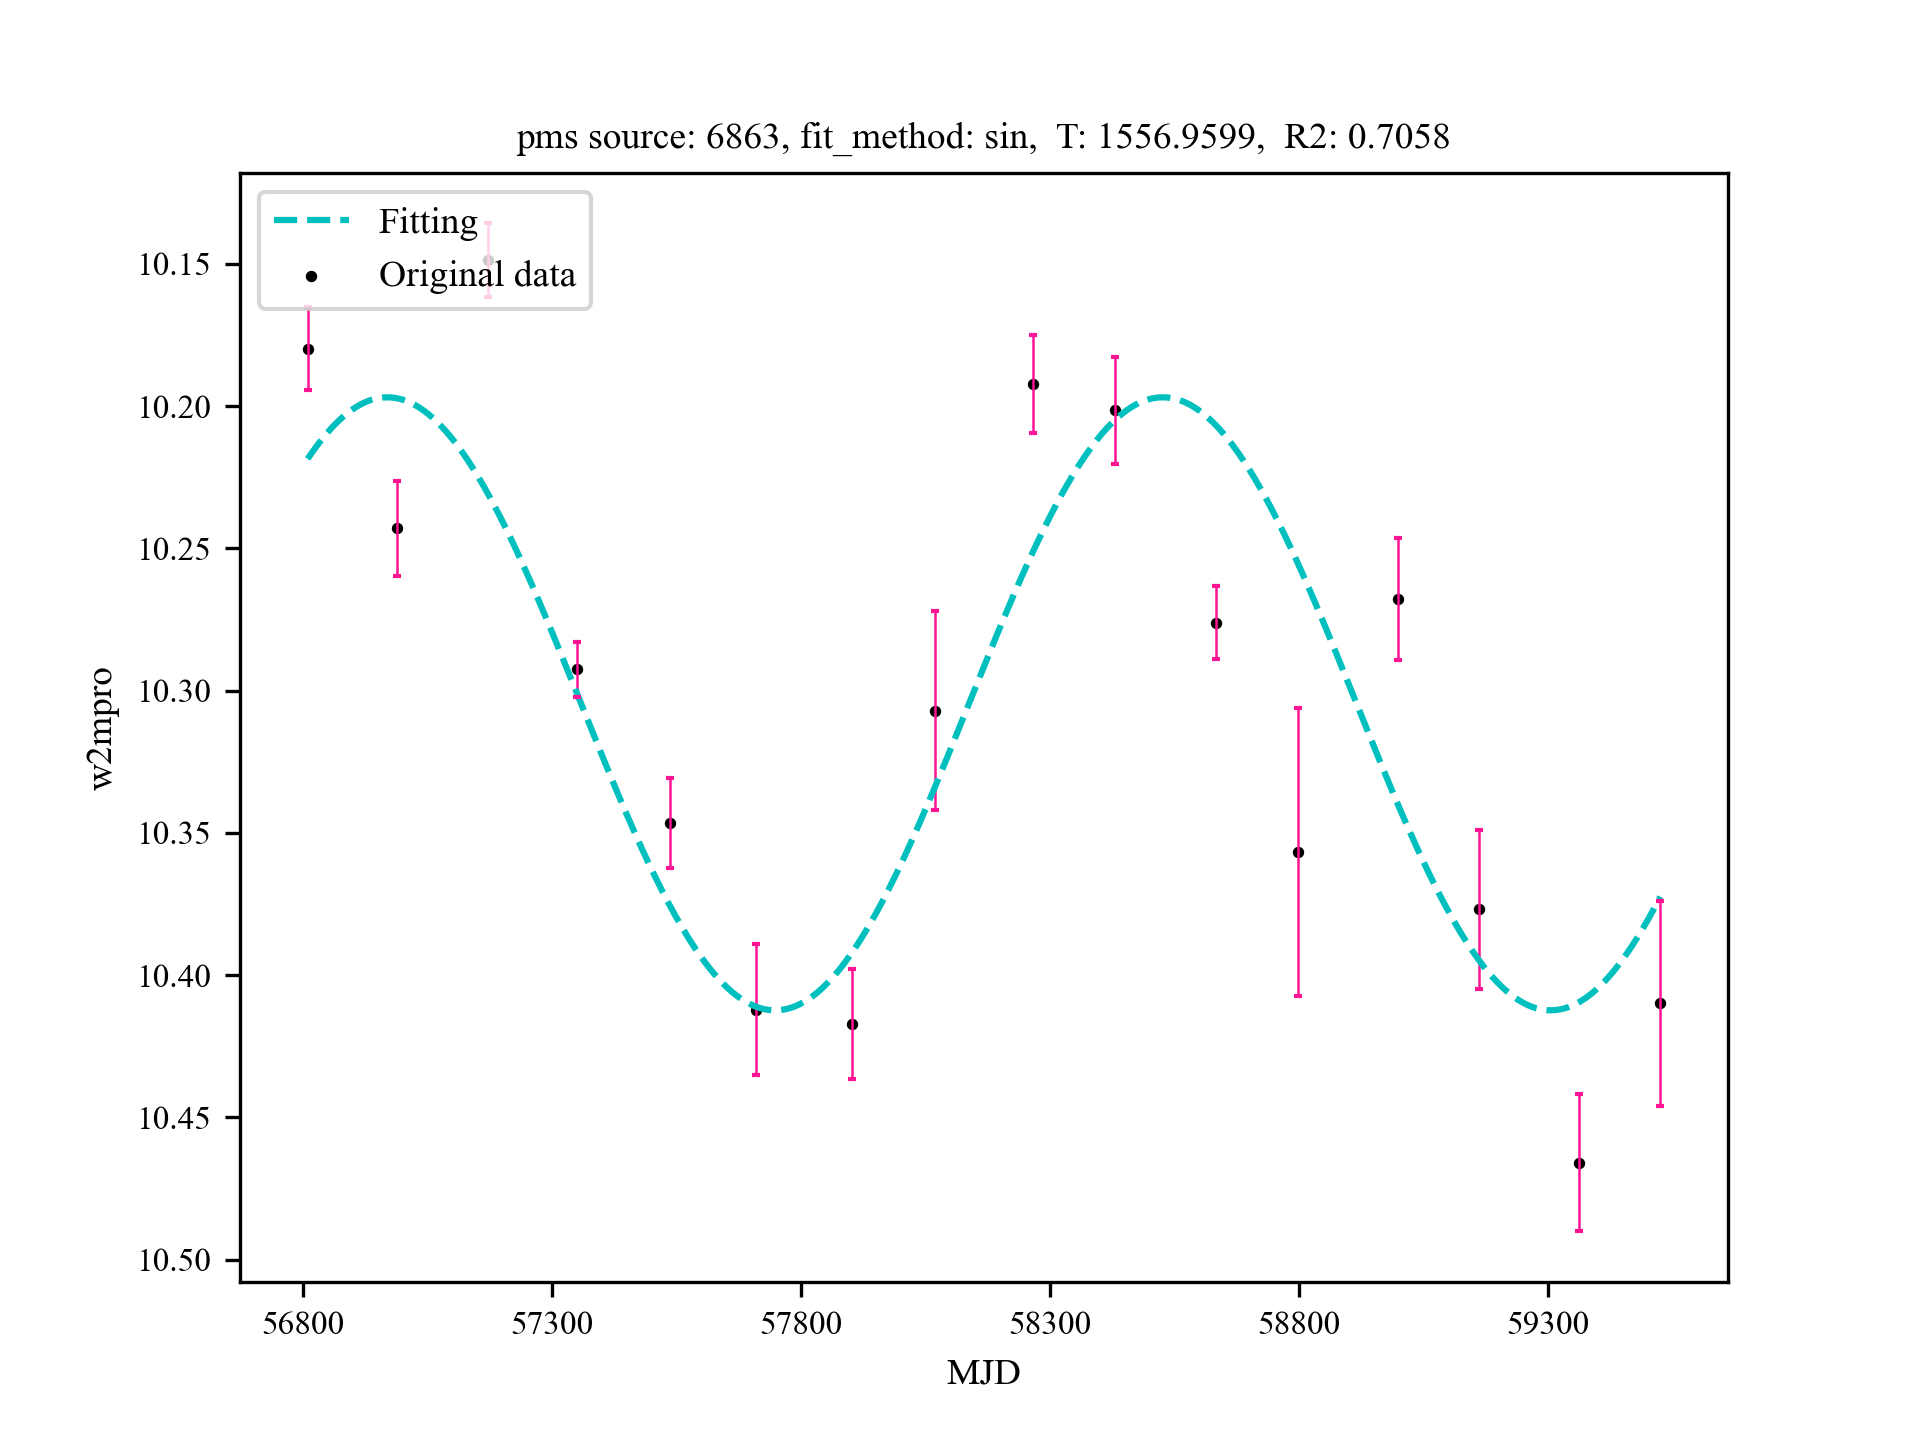 pms source: 6863, fit_method: sin,  T: 1556.9599,  R2: 0.7058
Fitting
Original data
10.15
10.20
10.25
10.30
10.35
10.40
10.45
10.50
w2mpro
56800
57300
57800
58300
58800
59300
MJD